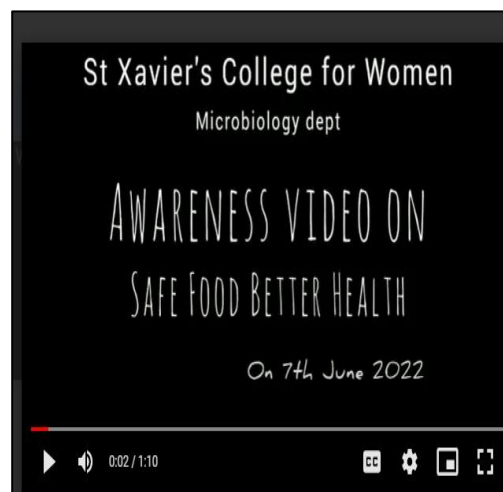 St Xavier's College for Women
Microbiology dept
AWARENESS VIDEO ON
SAFE FOOD BETTER HEALTH
On 7th June 2022
0:02 / 1:10
CC